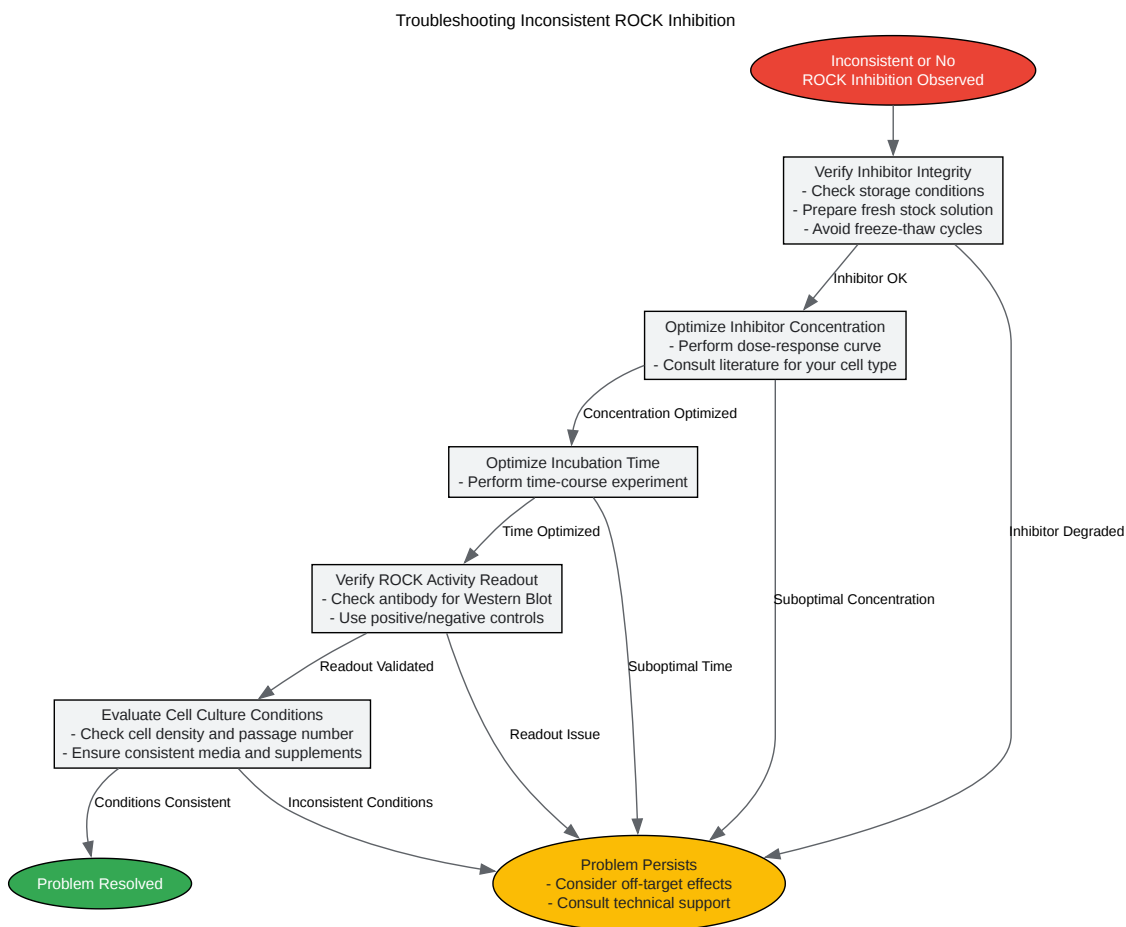 Troubleshooting Inconsistent ROCK Inhibition
Inconsistent or No
ROCK Inhibition Observed
Verify Inhibitor Integrity
- Check storage conditions
- Prepare fresh stock solution
- Avoid freeze-thaw cycles
Inhibitor OK
Optimize Inhibitor Concentration
- Perform dose-response curve
- Consult literature for your cell type
Concentration Optimized
Optimize Incubation Time
- Perform time-course experiment
Time Optimized
Inhibitor Degraded
Verify ROCK Activity Readout
- Check antibody for Western Blot
- Use positive/negative controls
Suboptimal Concentration
Readout Validated
Suboptimal Time
Evaluate Cell Culture Conditions
- Check cell density and passage number
- Ensure consistent media and supplements
Readout Issue
Conditions Consistent
Inconsistent Conditions
Problem Resolved
Problem Persists
- Consider off-target effects
- Consult technical support